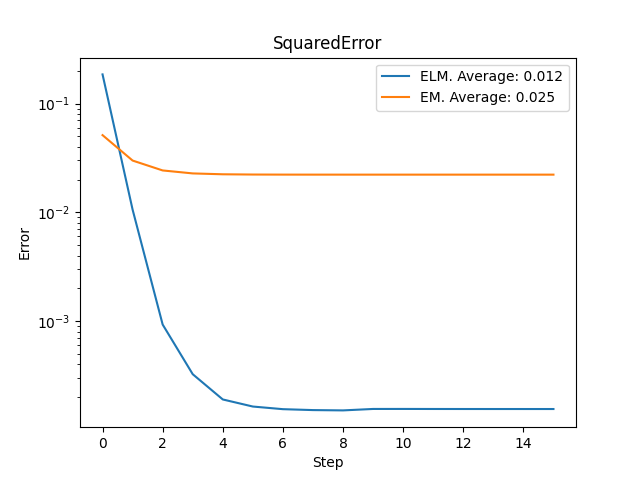 SquaredError
ELM. Average: 0.012
EM. Average: 0.025
Error
10⁻¹
10⁻²
10⁻³
0 2 4 6 8 10 12 14
Step